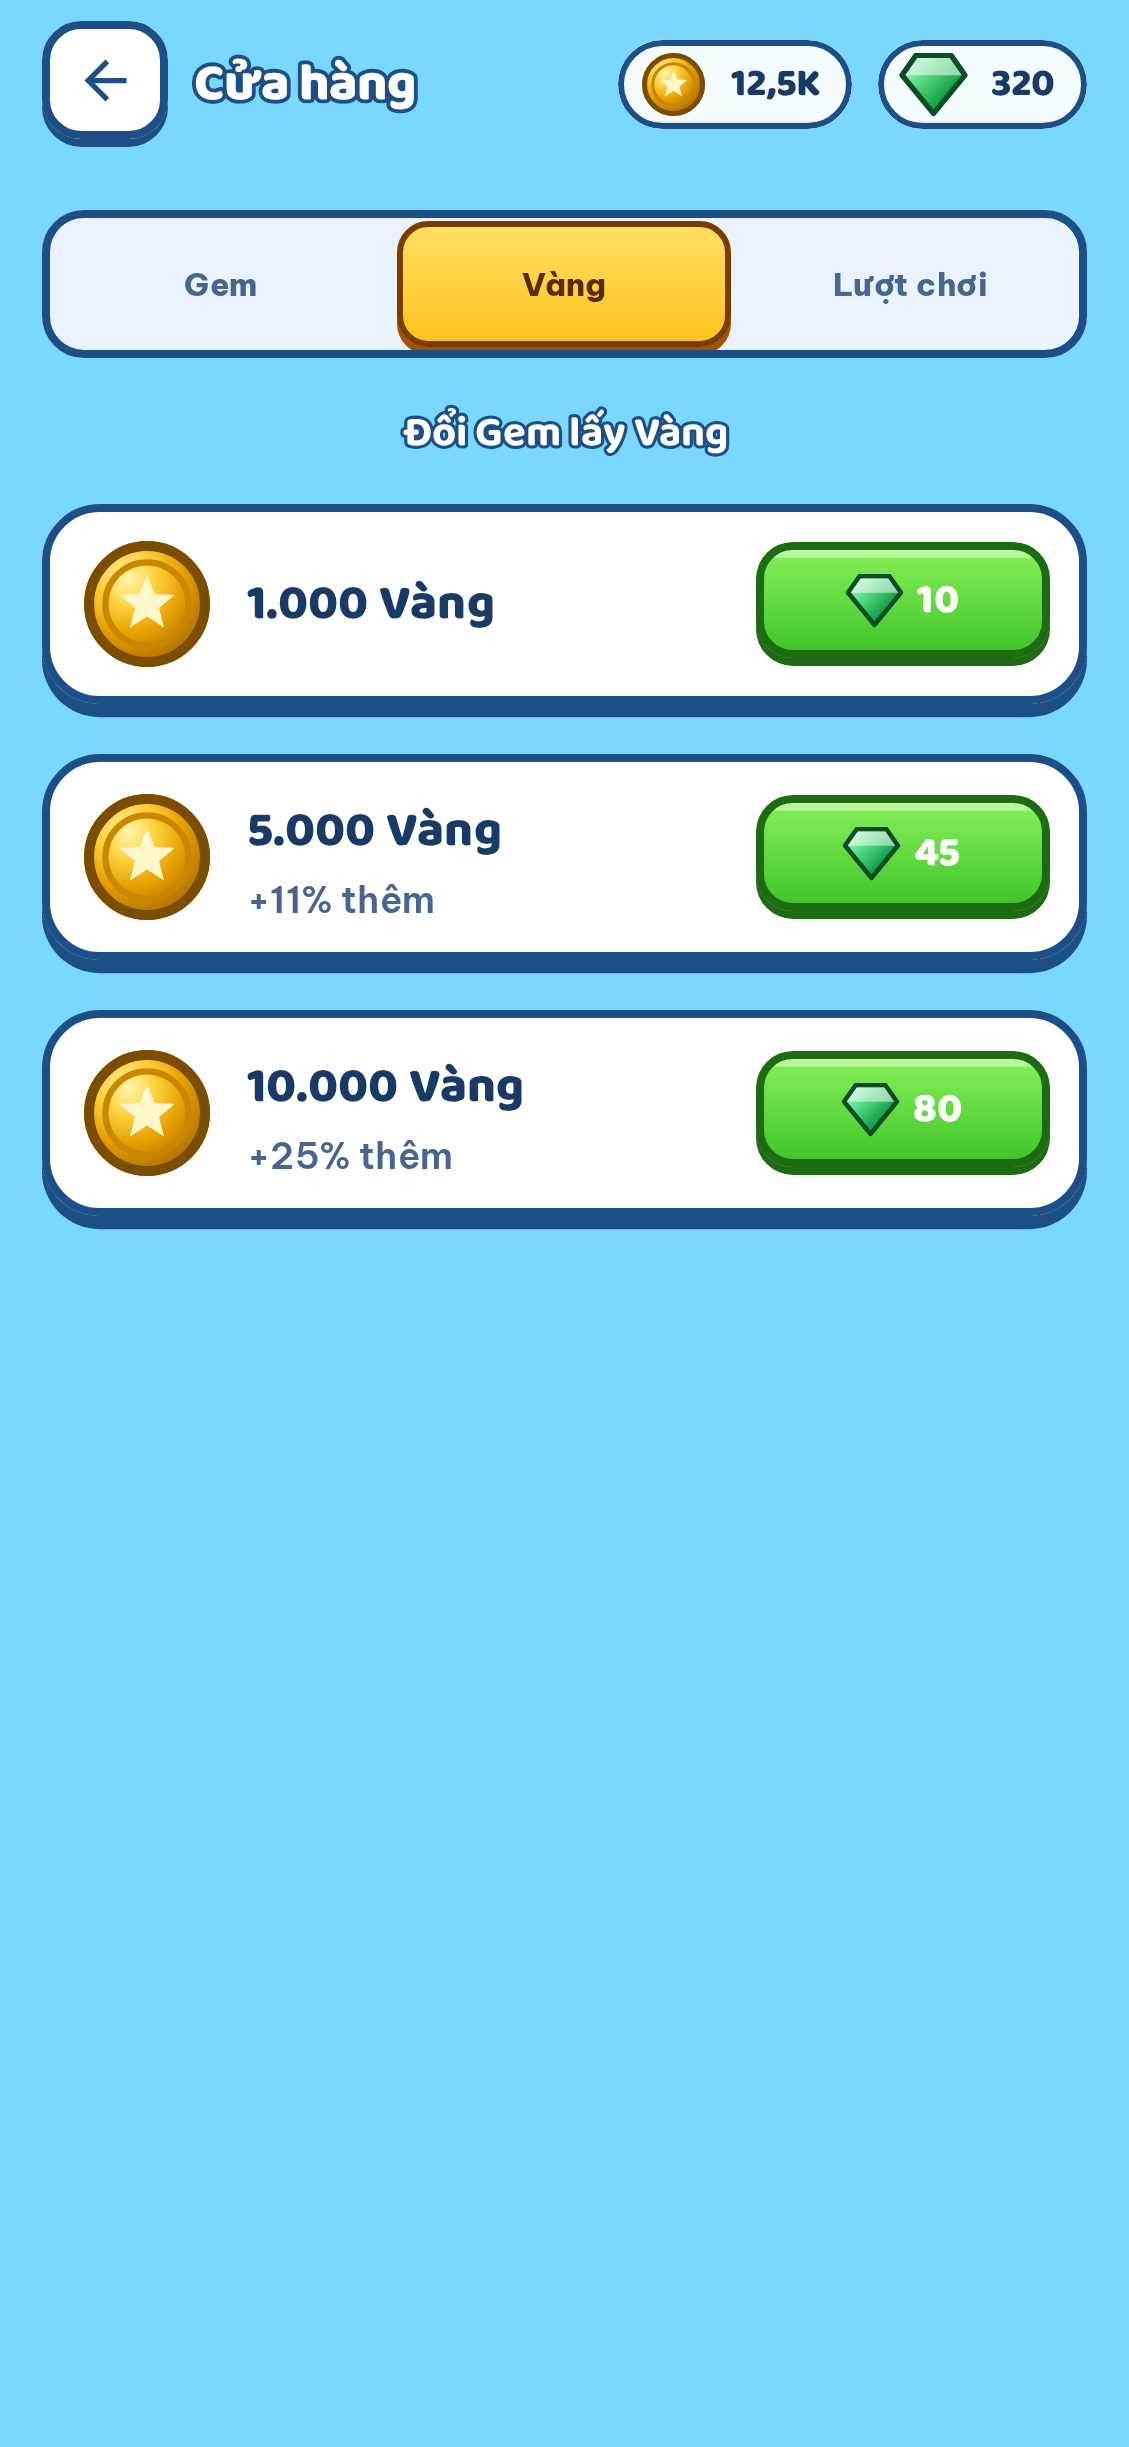 Cửa hàng
12,5K
320
Gem
Vàng
Lượt chơi
Đổi Gem lấy Vàng
1.000 Vàng
10
5.000 Vàng
+11% thêm
45
10.000 Vàng
+25% thêm
80